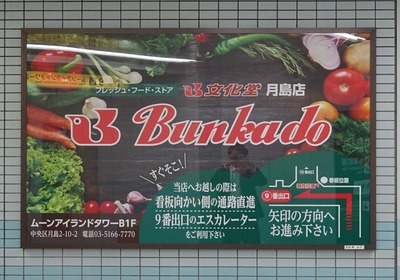 フレッシュ・フード・ストア
文化堂 月島店
Bunkado
すぐそこ!
当店へお越しの際は
看板向かい側の通路直進
9番出口のエスカレーター
をご利用下さい
看板位置
9番出口
矢印の方向へ
お進み下さい
ムーンアイランドタワーB1F
中央区月島2-10-2 電話03-5166-7770